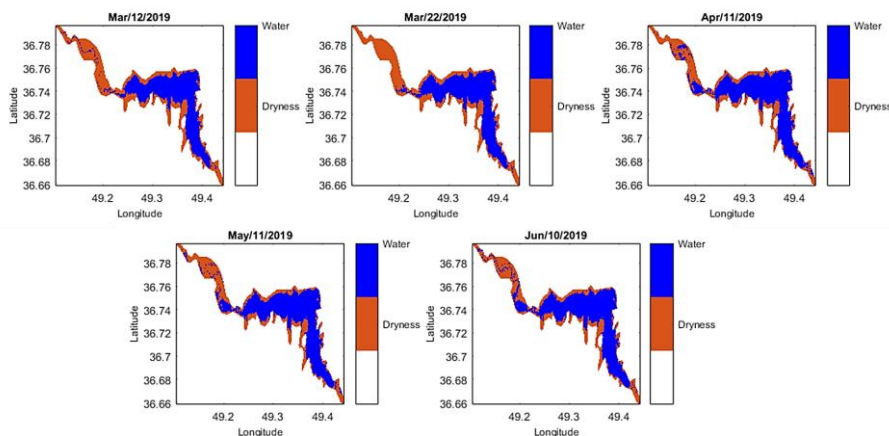 Mar/12/2019
Water
Dryness
Latitude
36.78
36.76
36.74
36.72
36.7
36.68
36.66
49.2 49.3 49.4
Longitude
Mar/22/2019
Water
Dryness
Latitude
36.78
36.76
36.74
36.72
36.7
36.68
36.66
49.2 49.3 49.4
Longitude
Apr/11/2019
Water
Dryness
Latitude
36.78
36.76
36.74
36.72
36.7
36.68
36.66
49.2 49.3 49.4
Longitude
May/11/2019
Water
Dryness
Latitude
36.78
36.76
36.74
36.72
36.7
36.68
36.66
49.2 49.3 49.4
Longitude
Jun/10/2019
Water
Dryness
Latitude
36.78
36.76
36.74
36.72
36.7
36.68
36.66
49.2 49.3 49.4
Longitude